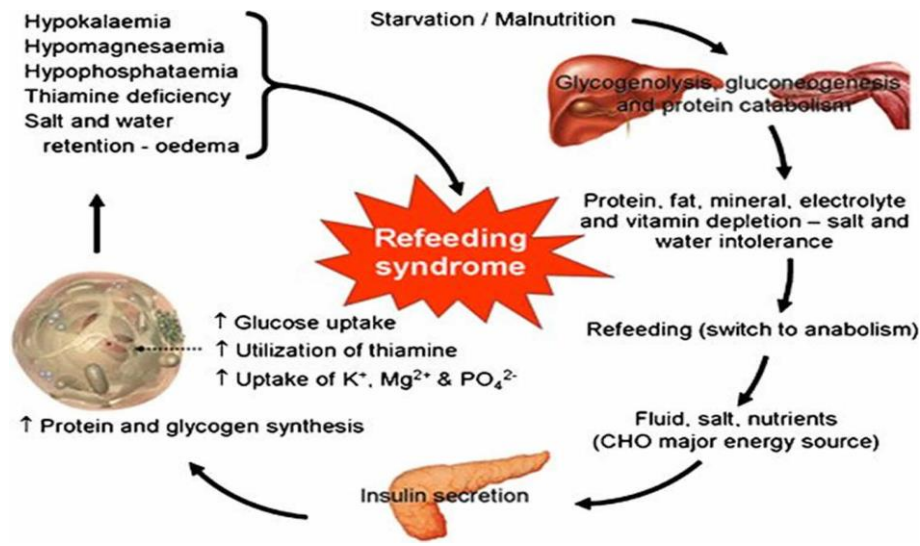 Starvation / Malnutrition
Glycogenolysis, gluconeogenesis
and protein catabolism
Protein, fat, mineral, electrolyte
and vitamin depletion – salt and
water intolerance
Refeeding (switch to anabolism)
Fluid, salt, nutrients
(CHO major energy source)
Insulin secretion
↑ Glucose uptake
↑ Utilization of thiamine
↑ Uptake of K⁺, Mg²⁺ & PO₄²⁻
↑ Protein and glycogen synthesis
Hypokalaemia
Hypomagnesaemia
Hypophosphataemia
Thiamine deficiency
Salt and water
retention - oedema
Refeeding
syndrome